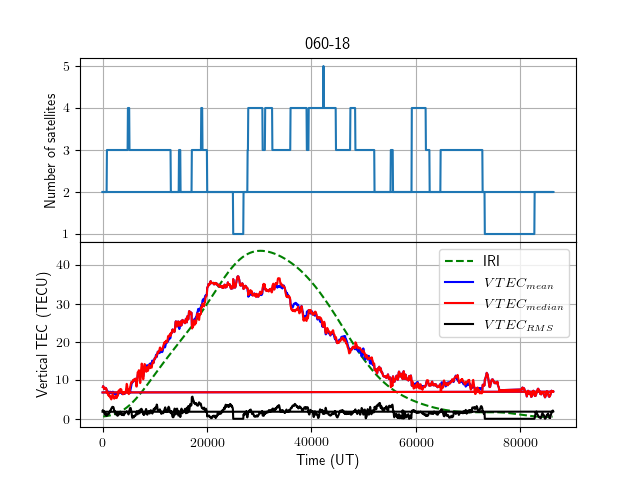 060-18
Number of satellites
5
4
3
2
1
Vertical TEC (TECU)
40
30
20
10
0
IRI
VTEC_mean
VTEC_median
VTEC_RMS
0 20000 40000 60000 80000
Time (UT)